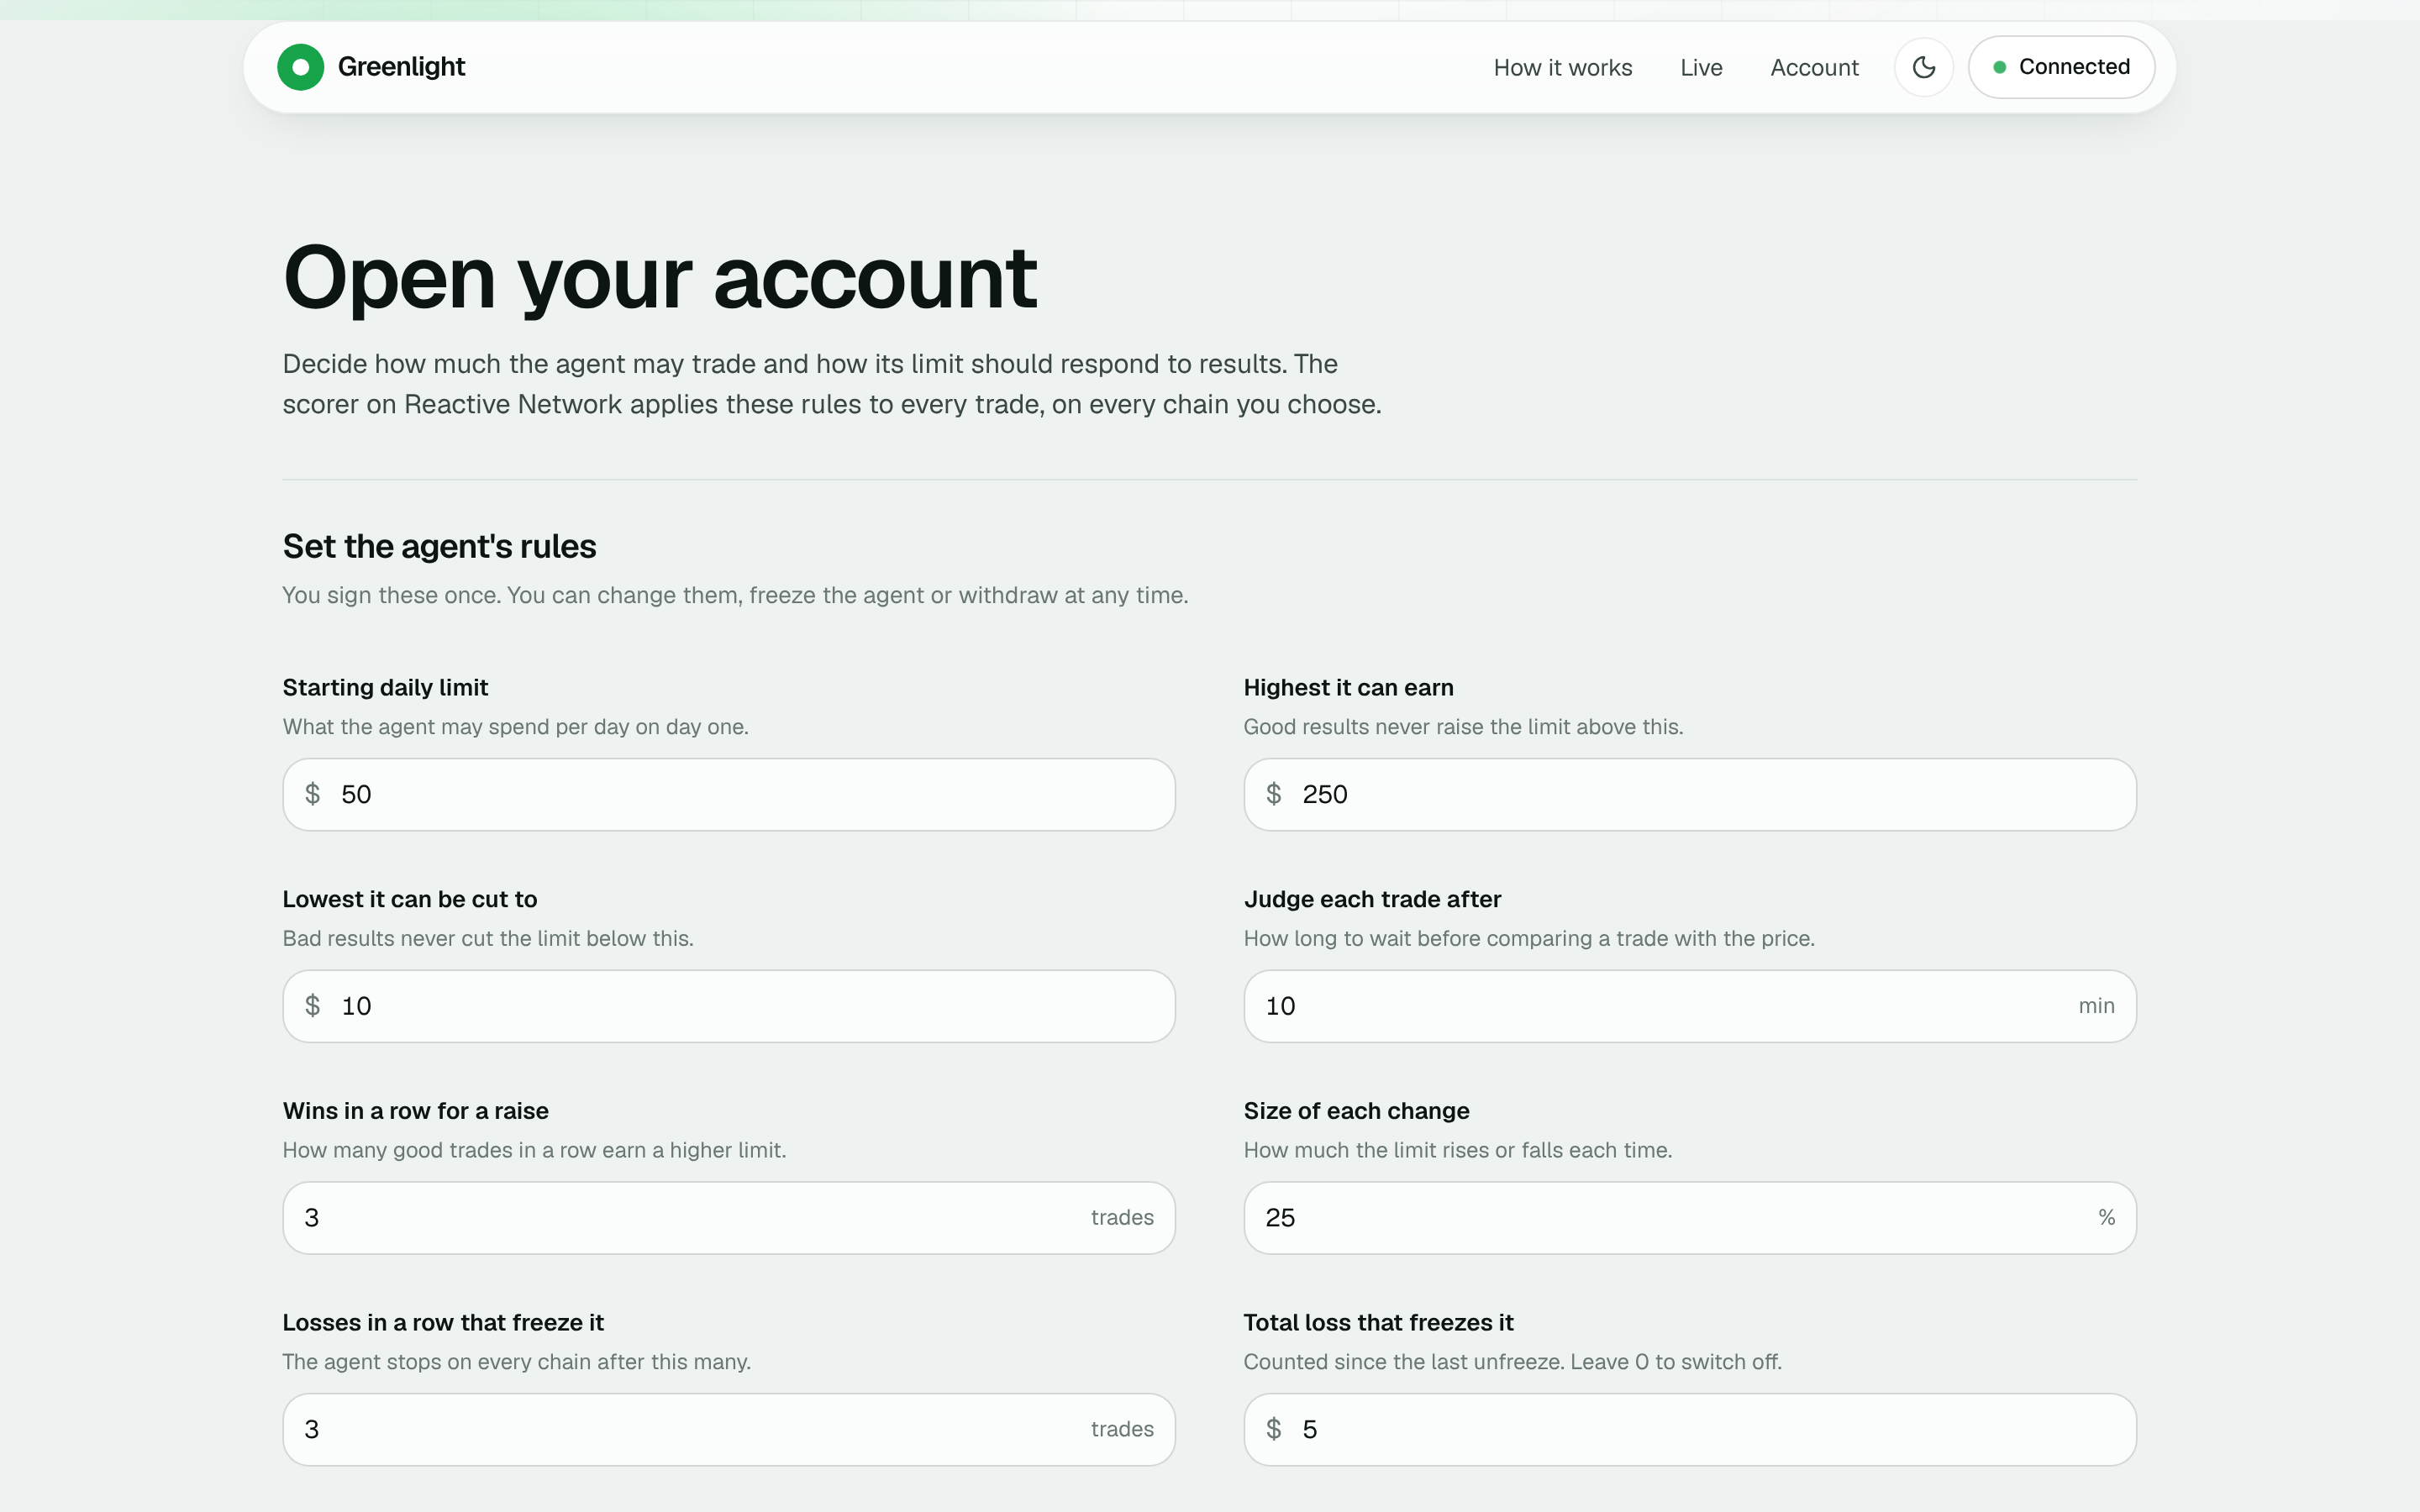 Greenlight
How it works
Live
Account
Connected
Open your account
Decide how much the agent may trade and how its limit should respond to results. The
scorer on Reactive Network applies these rules to every trade, on every chain you choose.
Set the agent's rules
You sign these once. You can change them, freeze the agent or withdraw at any time.
Starting daily limit
What the agent may spend per day on day one.
$ 50
Highest it can earn
Good results never raise the limit above this.
$ 250
Lowest it can be cut to
Bad results never cut the limit below this.
$ 10
Judge each trade after
How long to wait before comparing a trade with the price.
10 min
Wins in a row for a raise
How many good trades in a row earn a higher limit.
3 trades
Size of each change
How much the limit rises or falls each time.
25 %
Losses in a row that freeze it
The agent stops on every chain after this many.
3 trades
Total loss that freezes it
Counted since the last unfreeze. Leave 0 to switch off.
$ 5